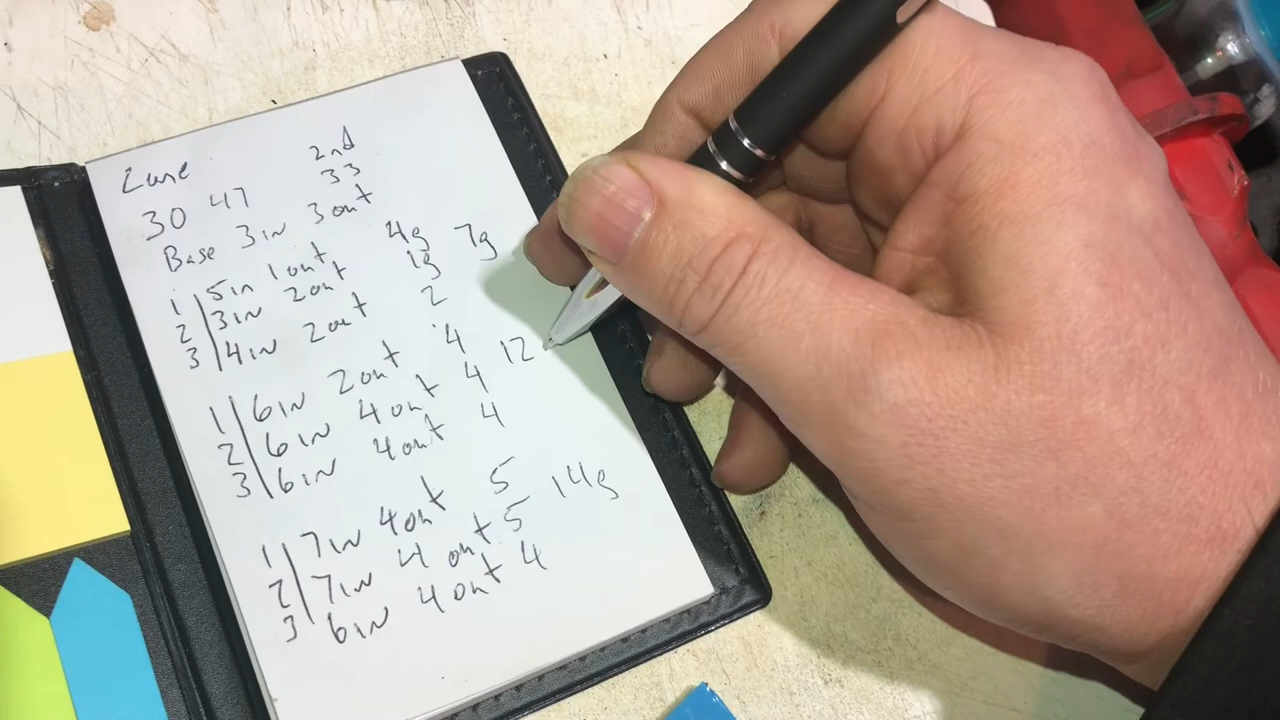 Lane 2nd
30 47 33
Base 3in 3out
1 | 5in 1out 4g 7g
2 | 3in 2out 1g
3 | 4in 2out 2
1 | 6in 2out 4
2 | 6in 4out 4 12
3 | 6in 4out 4
1 | 7in 4out 5
2 | 7in 4out 5 14g
3 6in 4out 4